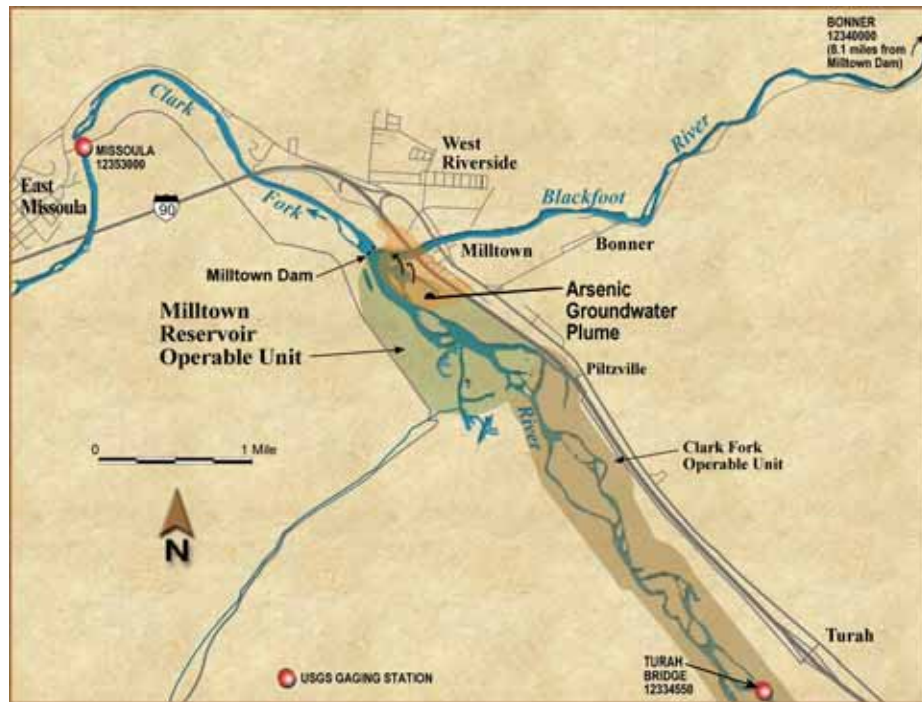 BONNER
12340000
(8.1 miles from
Milltown Dam)
Clark
MISSOULA
12353000
West
Riverside
River
East
Missoula
90
Fork
Blackfoot
Milltown
Bonner
Milltown Dam
Arsenic
Groundwater
Plume
Milltown
Reservoir
Operable Unit
Piltzville
River
0 1 Mile
Clark Fork
Operable Unit
N
Turah
USGS GAGING STATION
TURAH
BRIDGE
12334550